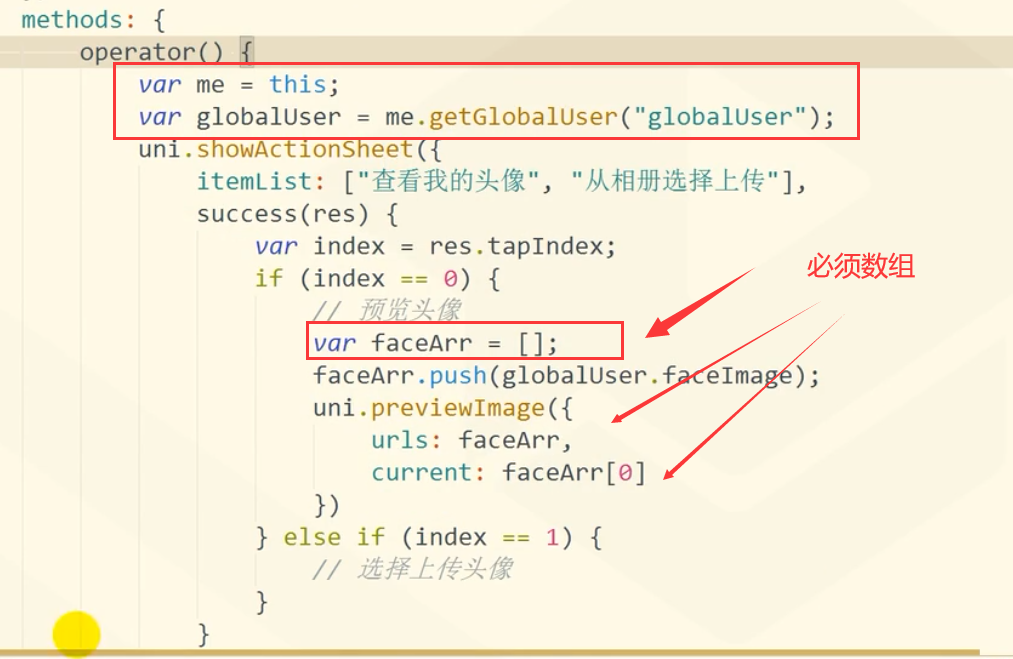 methods: {
operator() {
var me = this;
var globalUser = me.getGlobalUser("globalUser");
uni.showActionSheet({
itemList: ["查看我的头像", "从相册选择上传"],
success(res) {
var index = res.tapIndex;
if (index == 0) {
必须数组
// 预览头像
var faceArr = [];
faceArr.push(globalUser.faceImage);
uni.previewImage({
urls: faceArr,
current: faceArr[0]
})
} else if (index == 1) {
// 选择上传头像
}
}